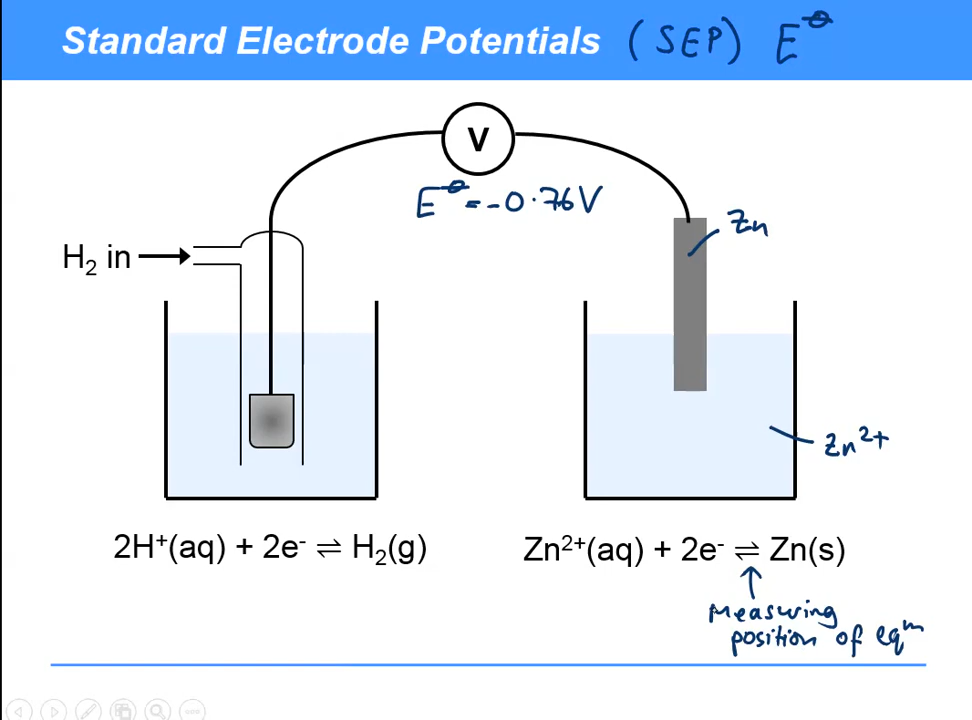 Standard Electrode Potentials (SEP) E⦵
V
E⦵ = -0.76V
Zn
H₂ in
Zn²⁺
2H⁺(aq) + 2e⁻ ⇌ H₂(g)
Zn²⁺(aq) + 2e⁻ ⇌ Zn(s)
Measuring
position of eqᵐ